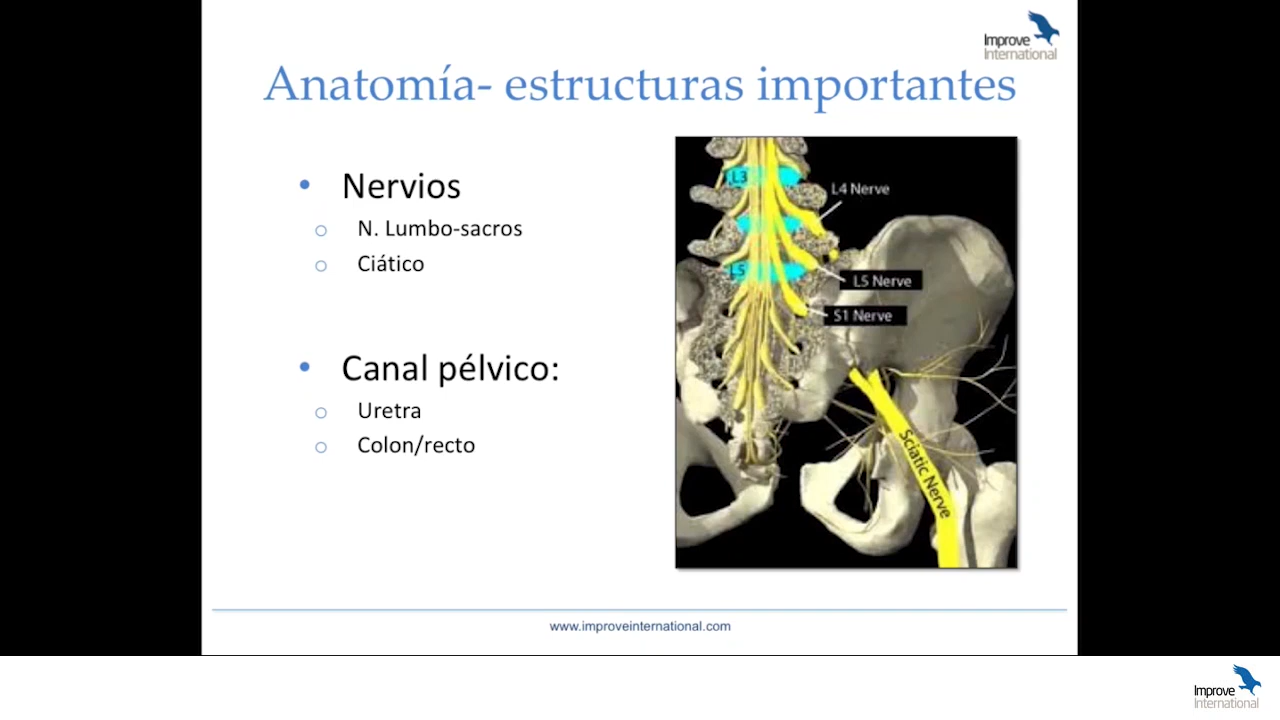 Improve
International
Anatomía- estructuras importantes
• Nervios
o N. Lumbo-sacros
o Ciático
• Canal pélvico:
o Uretra
o Colon/recto
L3
L4 Nerve
L5
L5 Nerve
S1 Nerve
Sciatic Nerve
www.improveinternational.com
Improve
International